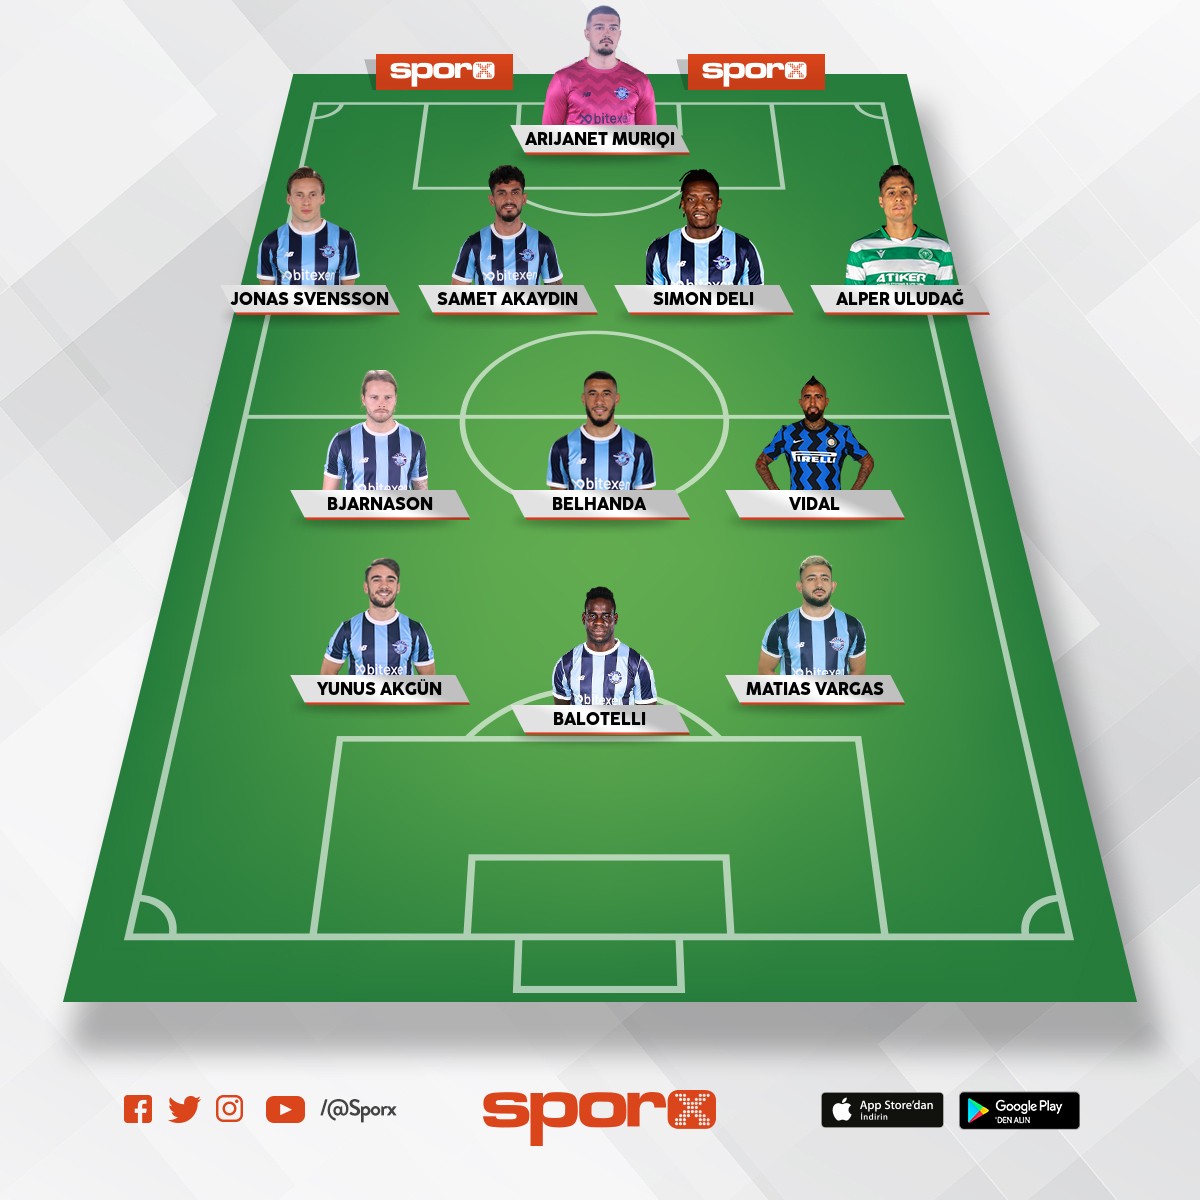 sporx
sporx
bitexe
ARIJANET MURIQI
bitexen
bitexen
ATIKER
JONAS SVENSSON
SAMET AKAYDIN
SIMON DELI
ALPER ULUDAĞ
bitexen
bitexen
PIRELLI
BJARNASON
BELHANDA
VIDAL
bitexe
bitexen
YUNUS AKGÜN
MATIAS VARGAS
bitexen
BALOTELLI
/@Sporx
sporx
App Store'dan
İndirin
Google Play
'DEN ALIN